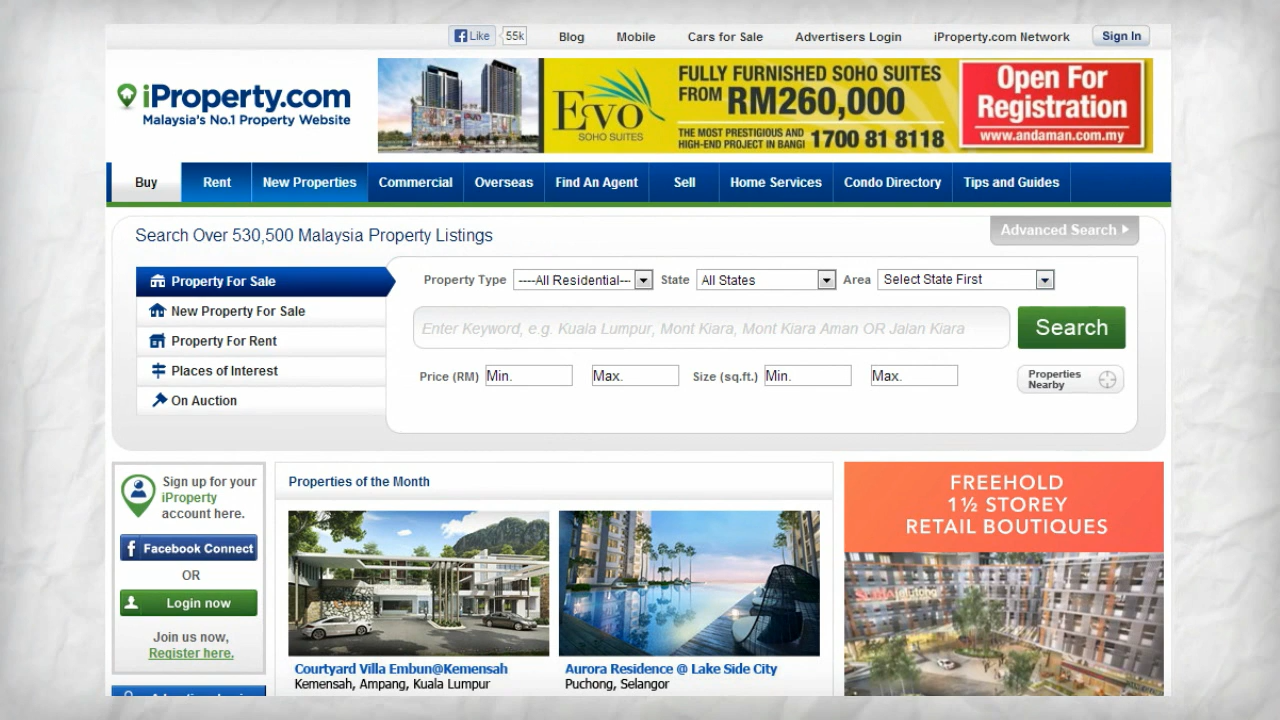 Like 55k Blog Mobile Cars for Sale Advertisers Login iProperty.com Network Sign In
iProperty.com
Malaysia's No.1 Property Website
Evo
SOHO SUITES
FULLY FURNISHED SOHO SUITES
FROM RM260,000
THE MOST PRESTIGIOUS AND
HIGH-END PROJECT IN BANGI 1700 81 8118
Open For
Registration
www.andaman.com.my
Buy Rent New Properties Commercial Overseas Find An Agent Sell Home Services Condo Directory Tips and Guides
Search Over 530,500 Malaysia Property Listings
Advanced Search
Property For Sale
New Property For Sale
Property For Rent
Places of Interest
On Auction
Property Type ----All Residential-- State All States Area Select State First
Enter Keyword, e.g. Kuala Lumpur, Mont Kiara, Mont Kiara Aman OR Jalan Kiara
Search
Price (RM) Min. Max. Size (sq.ft.) Min. Max.
Properties
Nearby
Sign up for your
iProperty
account here.
f Facebook Connect
OR
Login now
Join us now,
Register here.
Properties of the Month
Courtyard Villa Embun@Kemensah
Kemensah, Ampang, Kuala Lumpur
Aurora Residence @ Lake Side City
Puchong, Selangor
FREEHOLD
1½ STOREY
RETAIL BOUTIQUES